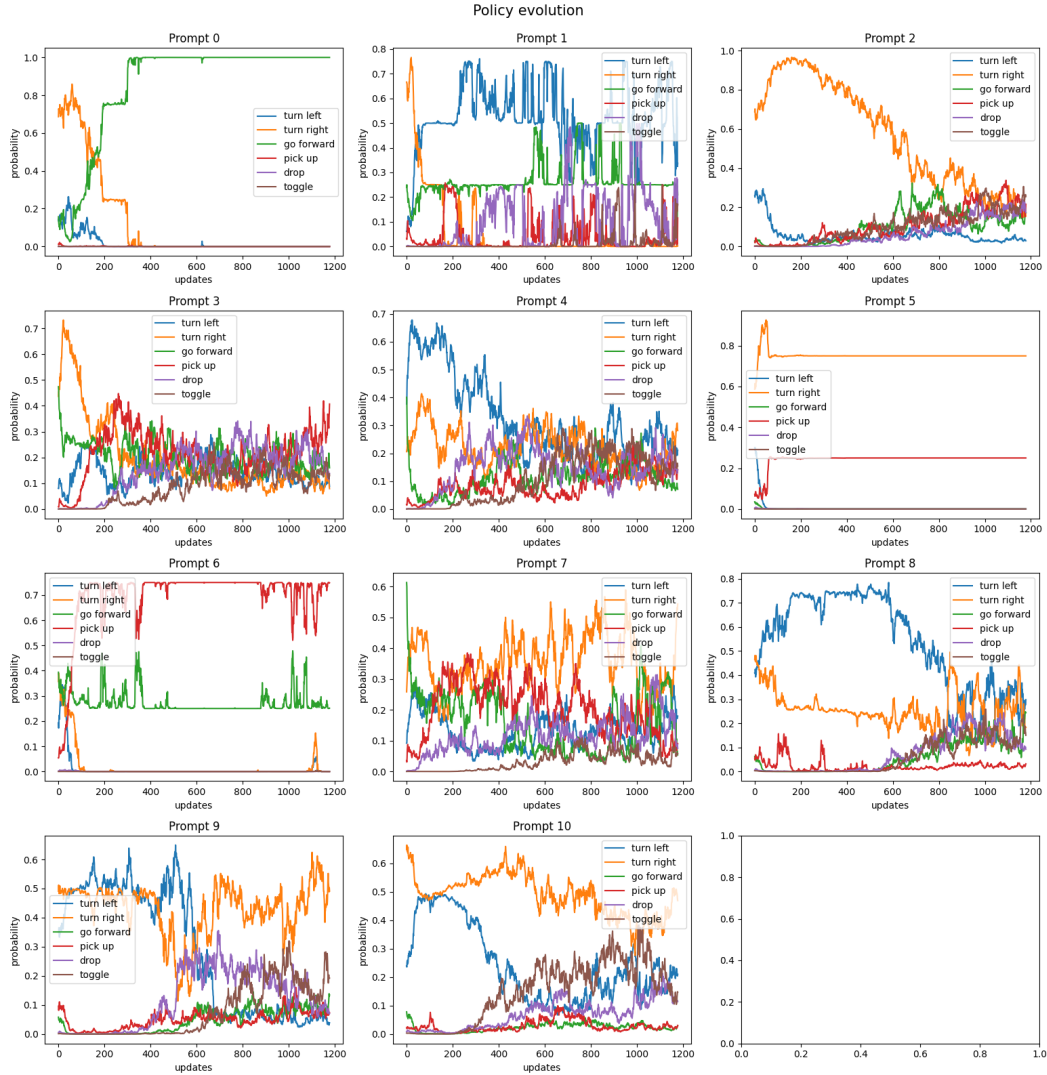 Policy evolution
Prompt 0
probability
1.0
0.8
0.6
0.4
0.2
0.0
turn left
turn right
go forward
pick up
drop
toggle
0 200 400 600 800 1000 1200
updates
Prompt 1
probability
0.8
0.7
0.6
0.5
0.4
0.3
0.2
0.1
0.0
turn left
turn right
go forward
pick up
drop
toggle
0 200 400 600 800 1000 1200
updates
Prompt 2
probability
1.0
0.8
0.6
0.4
0.2
0.0
turn left
turn right
go forward
pick up
drop
toggle
0 200 400 600 800 1000 1200
updates
Prompt 3
probability
0.7
0.6
0.5
0.4
0.3
0.2
0.1
0.0
turn left
turn right
go forward
pick up
drop
toggle
0 200 400 600 800 1000 1200
updates
Prompt 4
probability
0.7
0.6
0.5
0.4
0.3
0.2
0.1
0.0
turn left
turn right
go forward
pick up
drop
toggle
0 200 400 600 800 1000 1200
updates
Prompt 5
probability
0.8
0.6
0.4
0.2
0.0
turn left
turn right
go forward
pick up
drop
toggle
0 200 400 600 800 1000 1200
updates
Prompt 6
probability
0.7
0.6
0.5
0.4
0.3
0.2
0.1
0.0
turn left
turn right
go forward
pick up
drop
toggle
0 200 400 600 800 1000 1200
updates
Prompt 7
probability
0.6
0.5
0.4
0.3
0.2
0.1
0.0
turn left
turn right
go forward
pick up
drop
toggle
0 200 400 600 800 1000 1200
updates
Prompt 8
probability
0.8
0.7
0.6
0.5
0.4
0.3
0.2
0.1
0.0
turn left
turn right
go forward
pick up
drop
toggle
0 200 400 600 800 1000 1200
updates
Prompt 9
probability
0.6
0.5
0.4
0.3
0.2
0.1
0.0
turn left
turn right
go forward
pick up
drop
toggle
0 200 400 600 800 1000 1200
updates
Prompt 10
probability
0.6
0.5
0.4
0.3
0.2
0.1
0.0
turn left
turn right
go forward
pick up
drop
toggle
0 200 400 600 800 1000 1200
updates
1.0
0.8
0.6
0.4
0.2
0.0
0.0 0.2 0.4 0.6 0.8 1.0